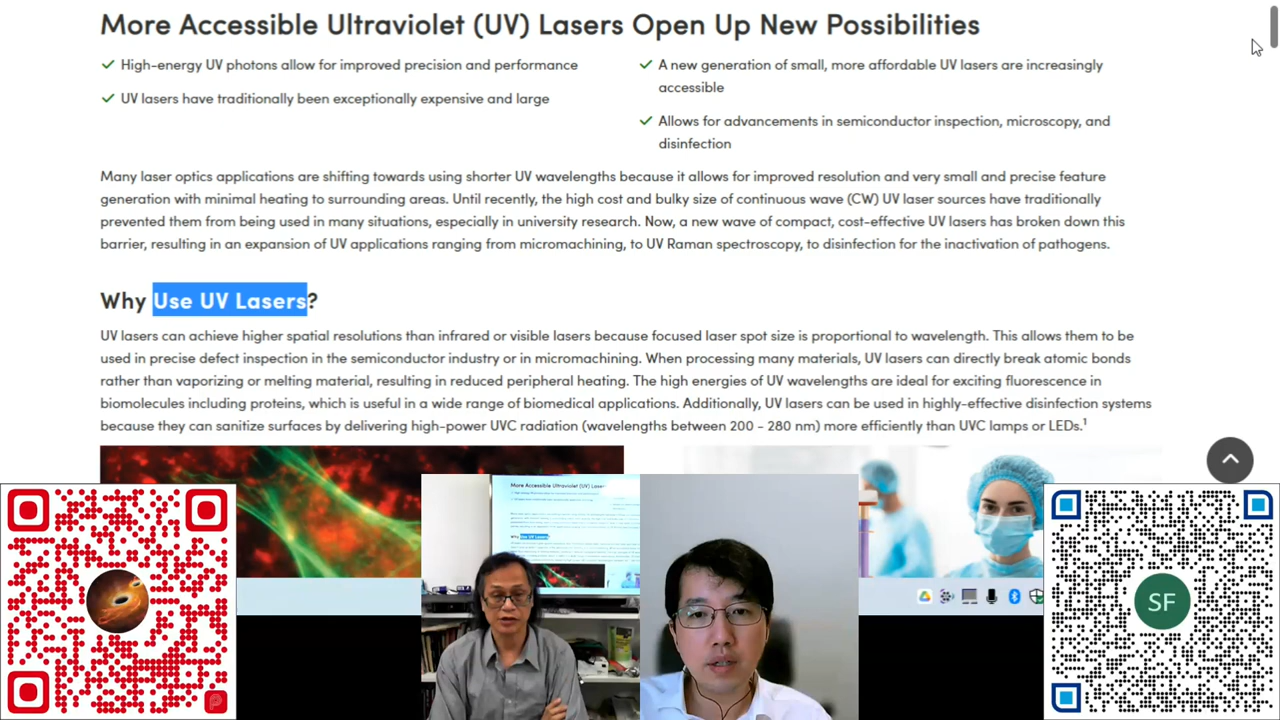 More Accessible Ultraviolet (UV) Lasers Open Up New Possibilities
High-energy UV photons allow for improved precision and performance
UV lasers have traditionally been exceptionally expensive and large
A new generation of small, more affordable UV lasers are increasingly
accessible
Allows for advancements in semiconductor inspection, microscopy, and
disinfection
Many laser optics applications are shifting towards using shorter UV wavelengths because it allows for improved resolution and very small and precise feature
generation with minimal heating to surrounding areas. Until recently, the high cost and bulky size of continuous wave (CW) UV laser sources have traditionally
prevented them from being used in many situations, especially in university research. Now, a new wave of compact, cost-effective UV lasers has broken down this
barrier, resulting in an expansion of UV applications ranging from micromachining, to UV Raman spectroscopy, to disinfection for the inactivation of pathogens.
Why Use UV Lasers?
UV lasers can achieve higher spatial resolutions than infrared or visible lasers because focused laser spot size is proportional to wavelength. This allows them to be
used in precise defect inspection in the semiconductor industry or in micromachining. When processing many materials, UV lasers can directly break atomic bonds
rather than vaporizing or melting material, resulting in reduced peripheral heating. The high energies of UV wavelengths are ideal for exciting fluorescence in
biomolecules including proteins, which is useful in a wide range of biomedical applications. Additionally, UV lasers can be used in highly-effective disinfection systems
because they can sanitize surfaces by delivering high-power UVC radiation (wavelengths between 200 - 280 nm) more efficiently than UVC lamps or LEDs.¹
More Accessible Ultraviolet (UV) Laser
Why Use UV Lasers
SF